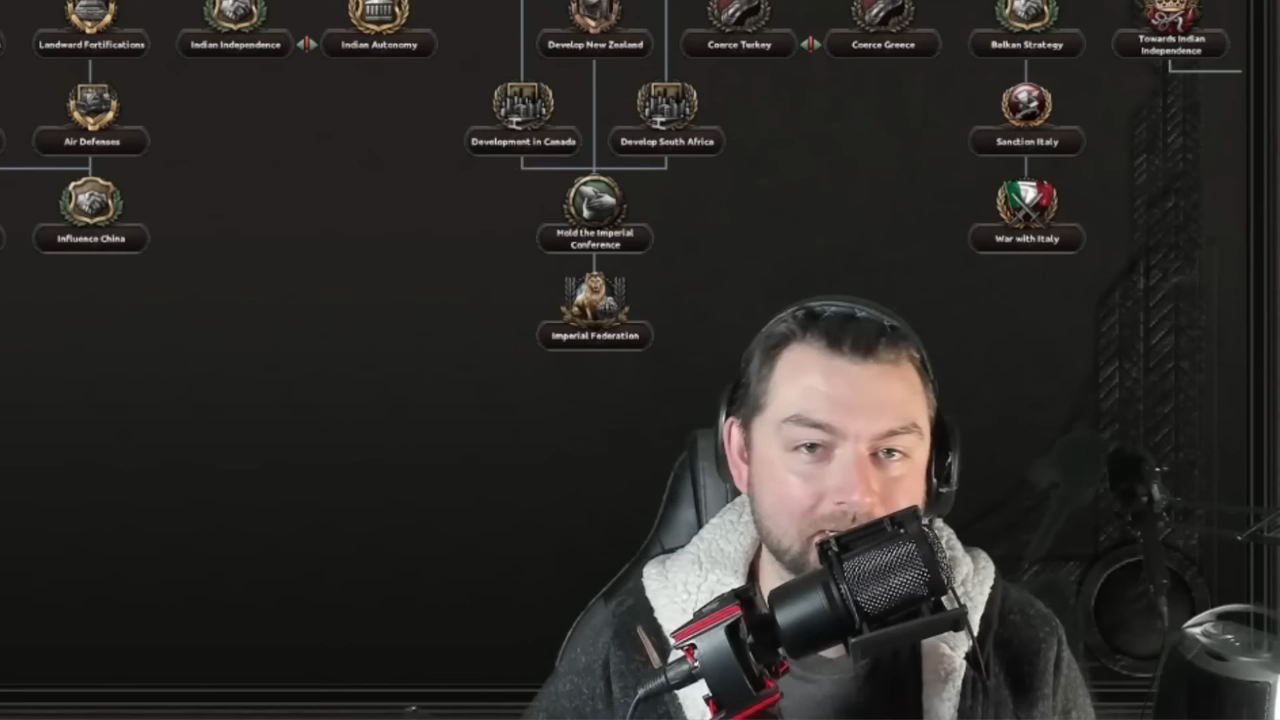 Landward Fortifications
Indian Independence
Indian Autonomy
Develop New Zealand
Coerce Turkey
Coerce Greece
Balkan Strategy
Towards Indian
Independence
Air Defenses
Development in Canada
Develop South Africa
Sanction Italy
Influence China
Hold the Imperial
Conference
War with Italy
Imperial Federation